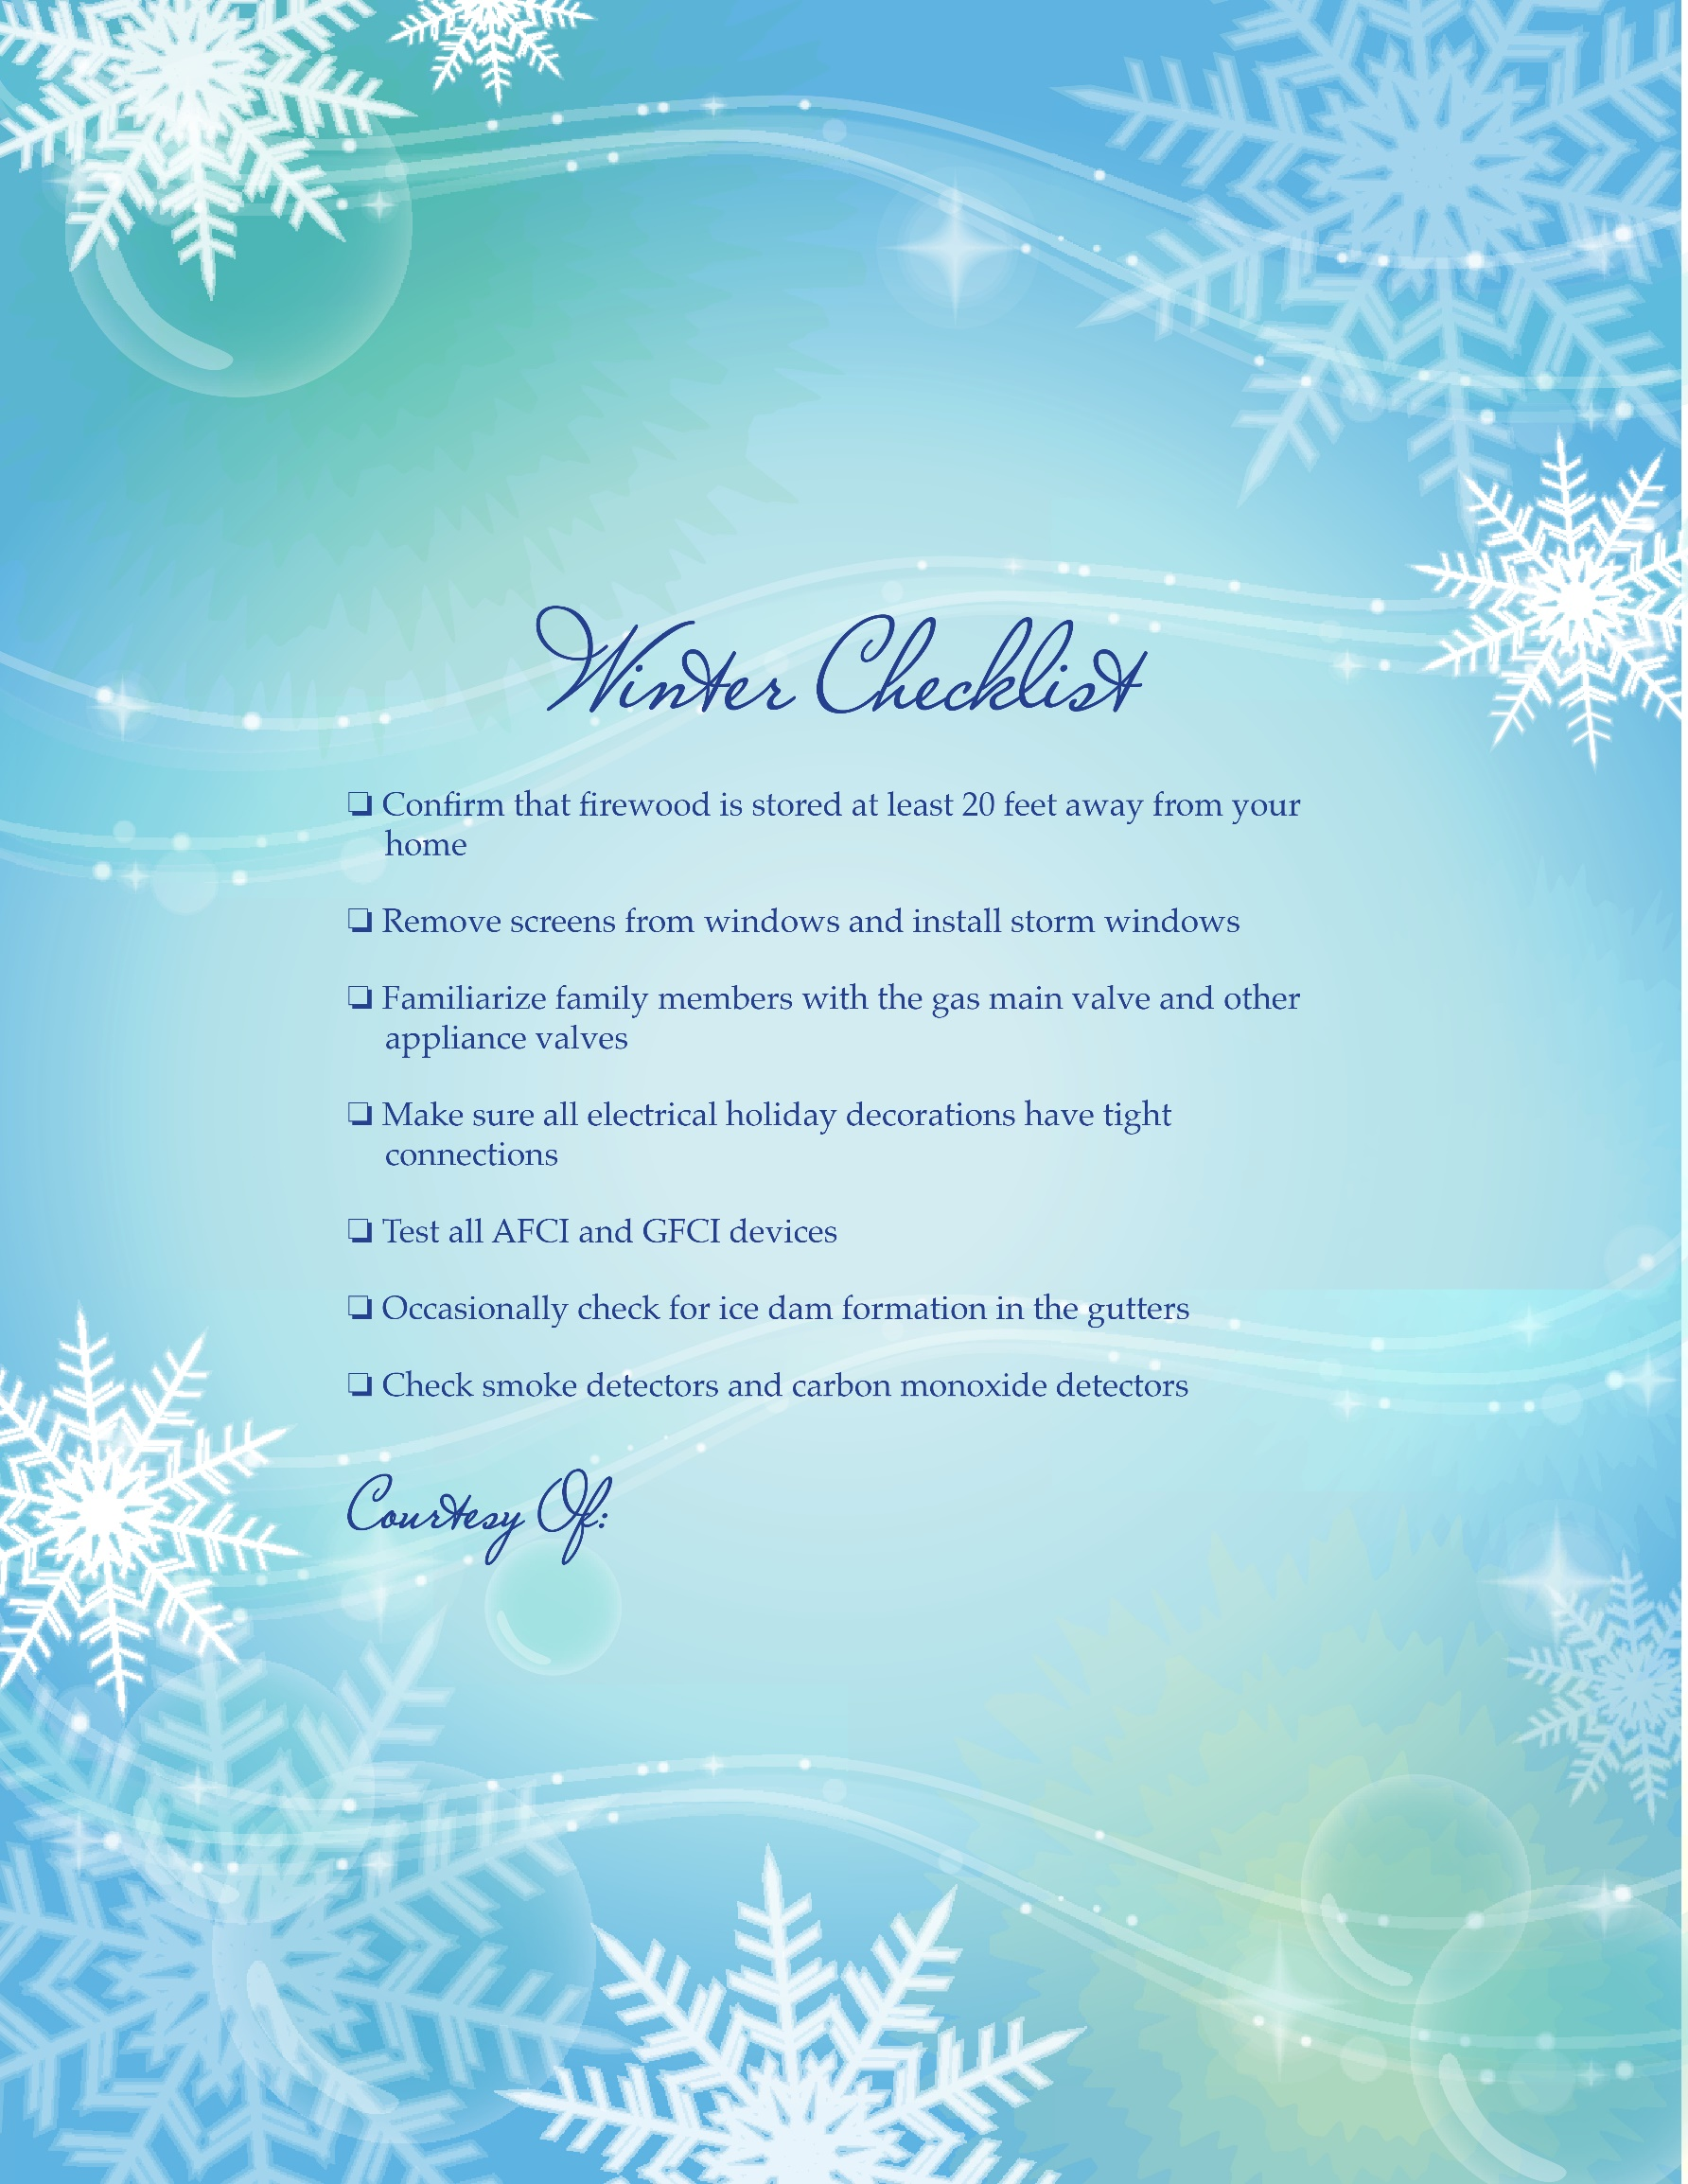 Winter Checklist
❏ Confirm that firewood is stored at least 20 feet away from your
home
❏ Remove screens from windows and install storm windows
❏ Familiarize family members with the gas main valve and other
appliance valves
❏ Make sure all electrical holiday decorations have tight
connections
❏ Test all AFCI and GFCI devices
❏ Occasionally check for ice dam formation in the gutters
❏ Check smoke detectors and carbon monoxide detectors
Courtesy Of: